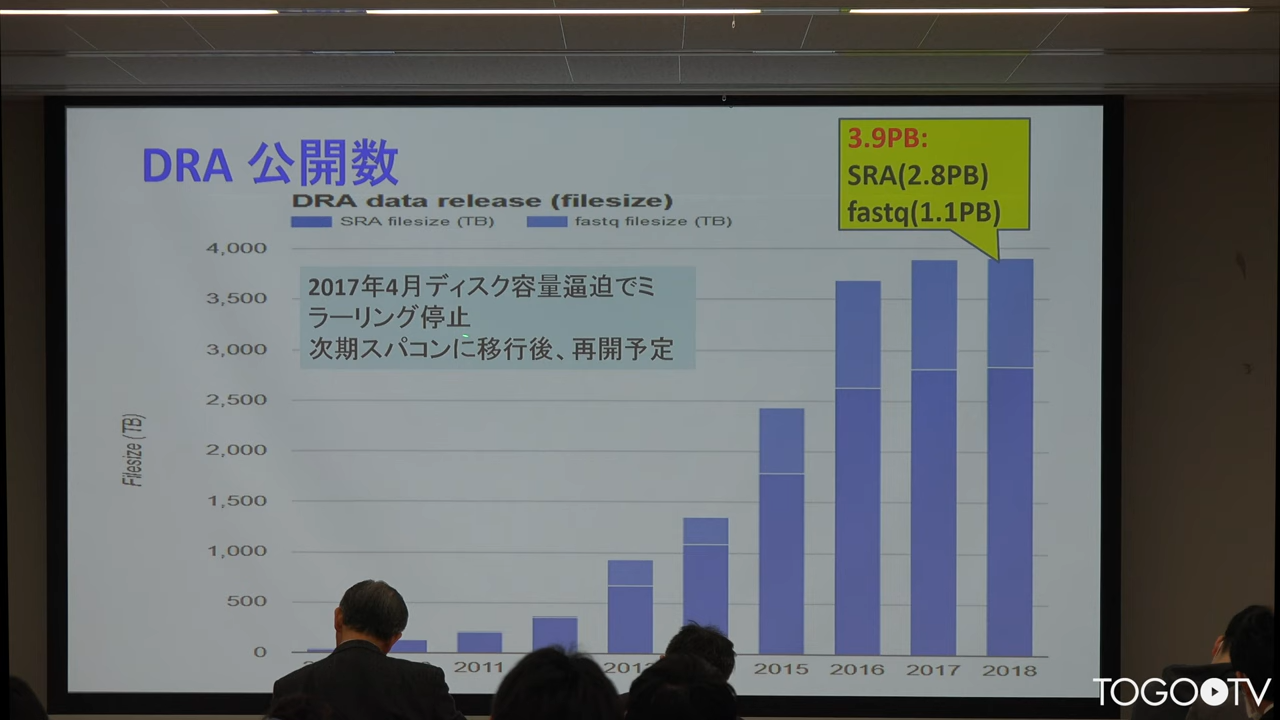 DRA 公開数
3.9PB:
SRA(2.8PB)
fastq(1.1PB)
DRA data release (filesize)
SRA filesize (TB) fastq filesize (TB)
2017年4月ディスク容量逼迫でミ
ラーリング停止
次期スパコンに移行後、再開予定
Filesize (TB)
4,000
3,500
3,000
2,500
2,000
1,500
1,000
500
0
2011 2015 2016 2017 2018
TOGOTV